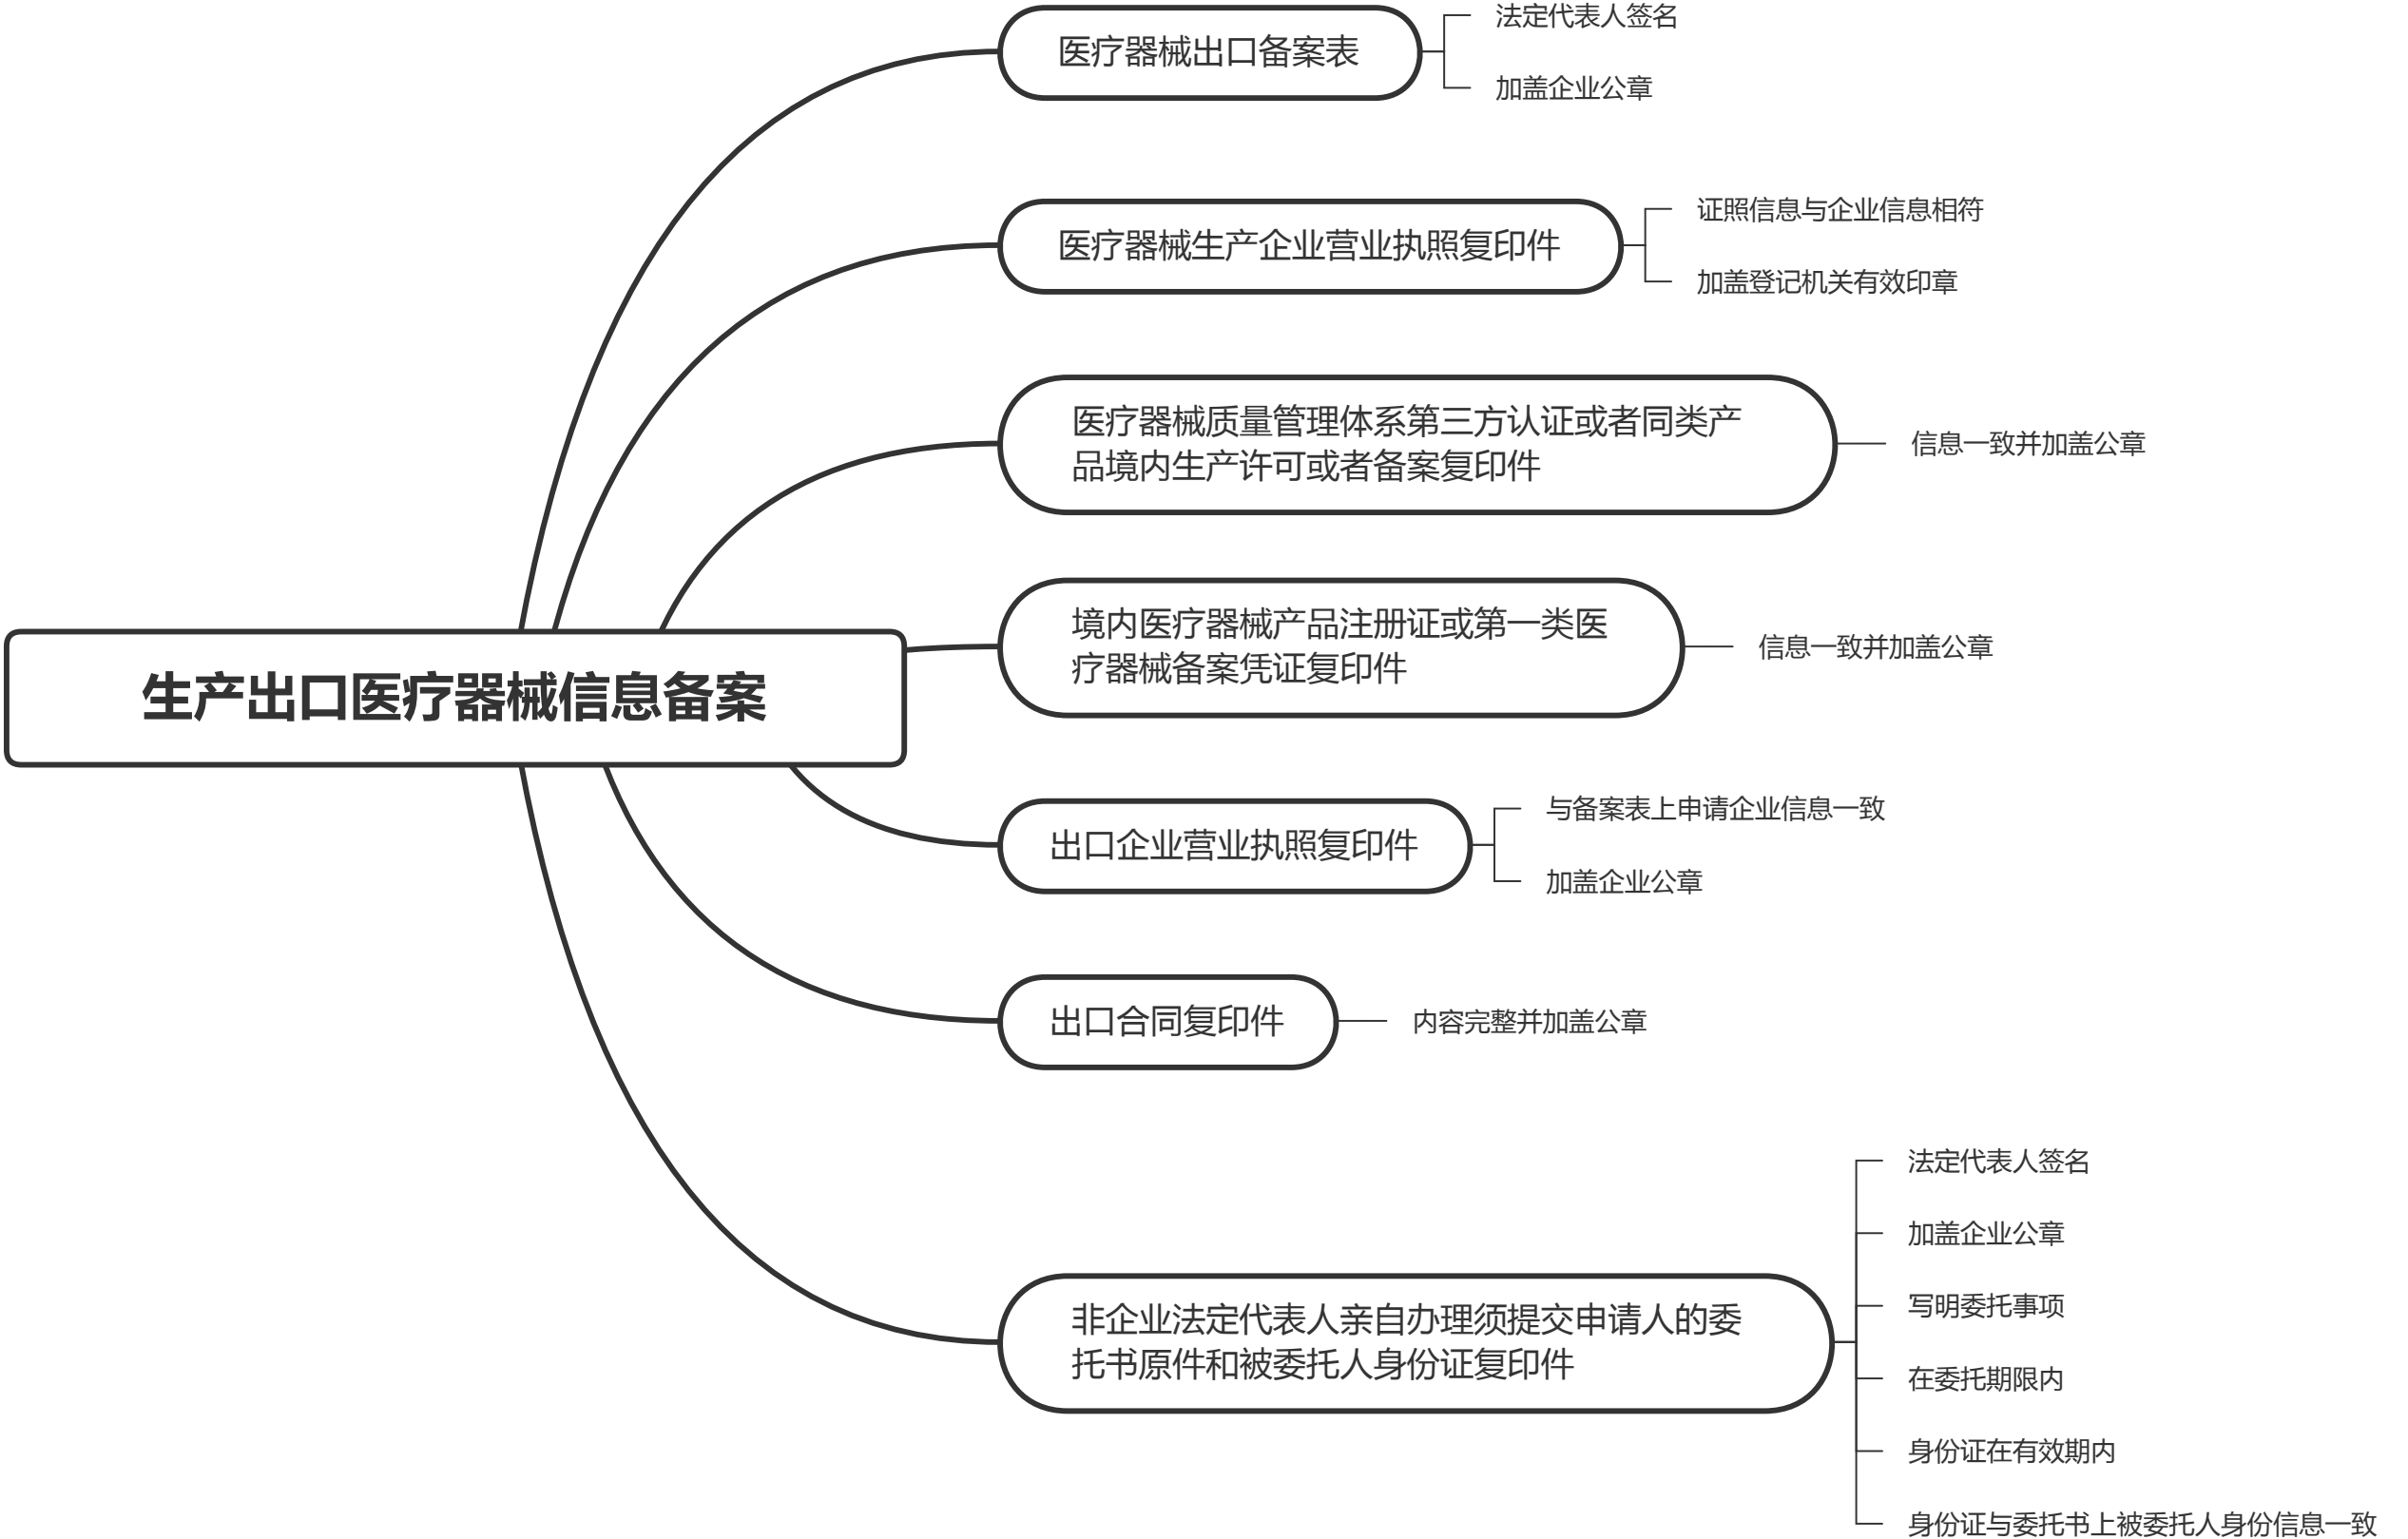 生产出口医疗器械信息备案
医疗器械出口备案表
法定代表人签名
加盖企业公章
医疗器械生产企业营业执照复印件
证照信息与企业信息相符
加盖登记机关有效印章
医疗器械质量管理体系第三方认证或者同类产
品境内生产许可或者备案复印件
信息一致并加盖公章
境内医疗器械产品注册证或第一类医
疗器械备案凭证复印件
信息一致并加盖公章
出口企业营业执照复印件
与备案表上申请企业信息一致
加盖企业公章
出口合同复印件
内容完整并加盖公章
非企业法定代表人亲自办理须提交申请人的委
托书原件和被委托人身份证复印件
法定代表人签名
加盖企业公章
写明委托事项
在委托期限内
身份证在有效期内
身份证与委托书上被委托人身份信息一致